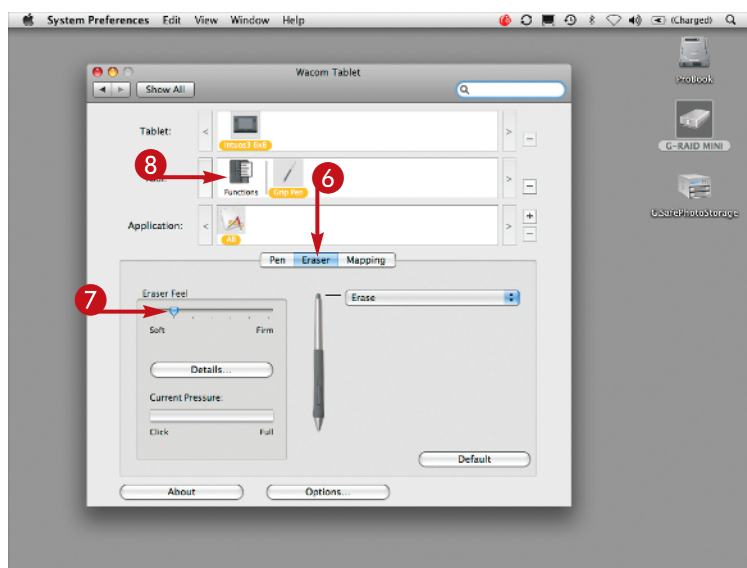 System Preferences Edit View Window Help (Charged)
Wacom Tablet
Show All
ProBook
Tablet:
Intuos3 6x8
G-RAID MINI
8
6
Functions Grip Pen
GSarePhotoStorage
Application:
All
Pen Eraser Mapping
7
Eraser Feel
Erase
Soft Firm
Details...
Current Pressure:
Click Full
Default
About Options...